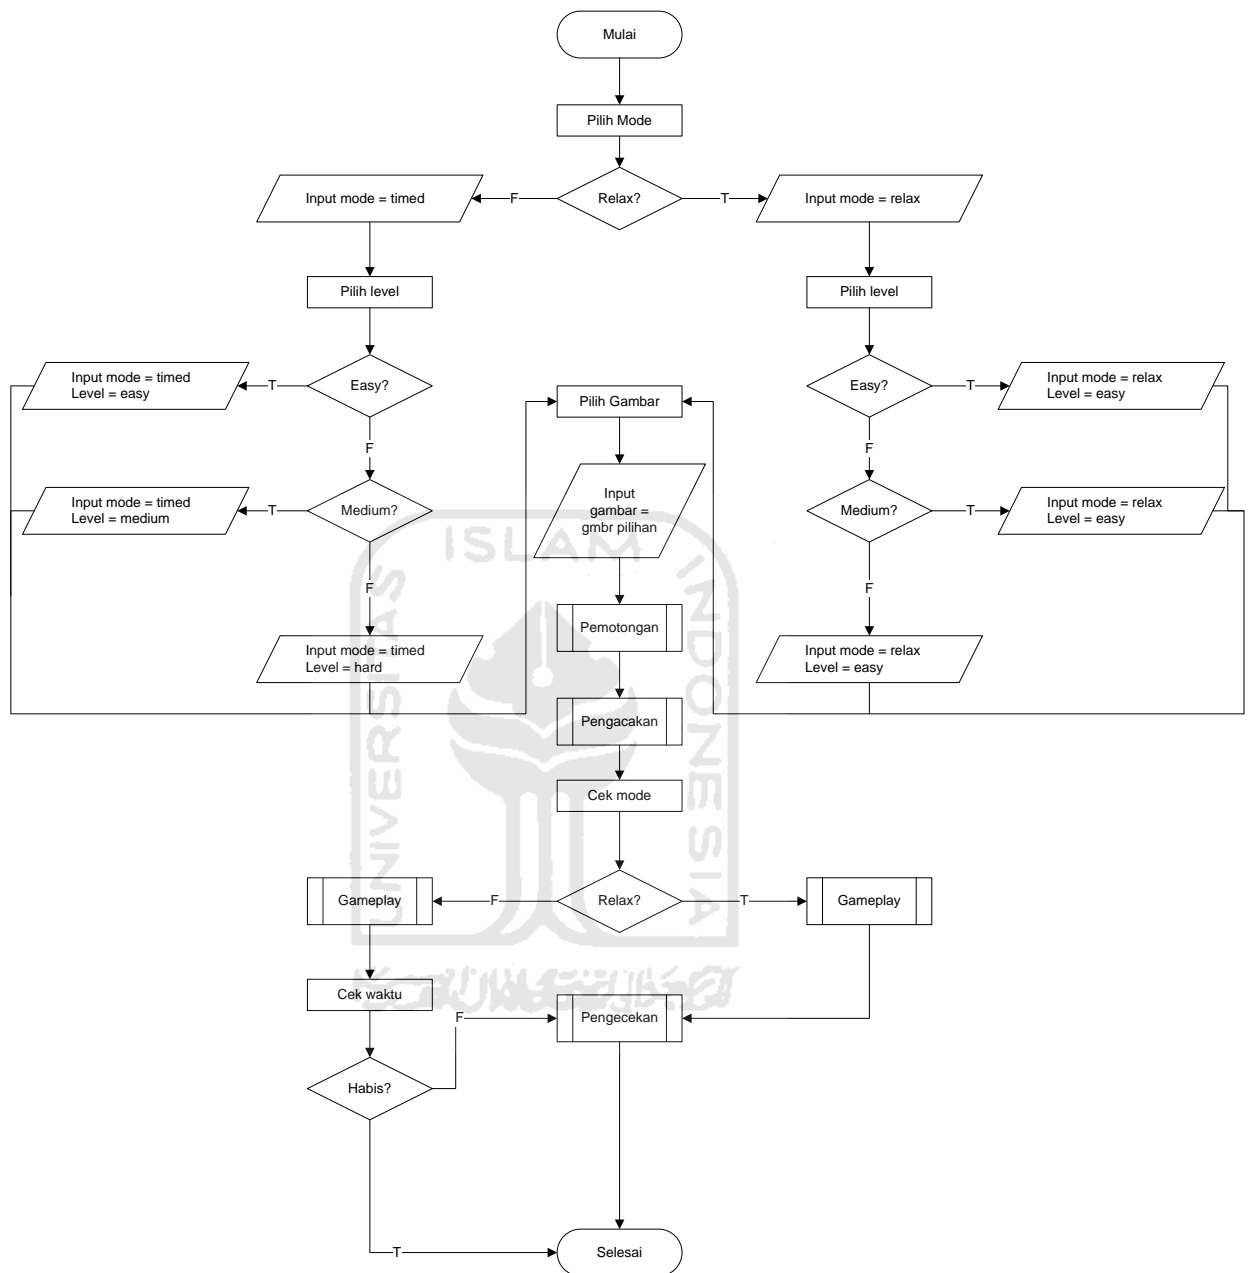 Mulai
Pilih Mode
Input mode = timed
F
Relax?
T
Input mode = relax
Pilih level
Pilih level
Input mode = timed
Level = easy
T
Easy?
Pilih Gambar
Easy?
T
Input mode = relax
Level = easy
F
F
Input mode = timed
Level = medium
T
Medium?
Input
gambar =
gmbr pilihan
Medium?
T
Input mode = relax
Level = easy
F
F
Input mode = timed
Level = hard
Pemotongan
Input mode = relax
Level = easy
Pengacakan
Cek mode
Gameplay
F
Relax?
T
Gameplay
Cek waktu
F
Pengecekan
Habis?
T
Selesai
UNIVERSITAS
ISLAM
INDONESIA